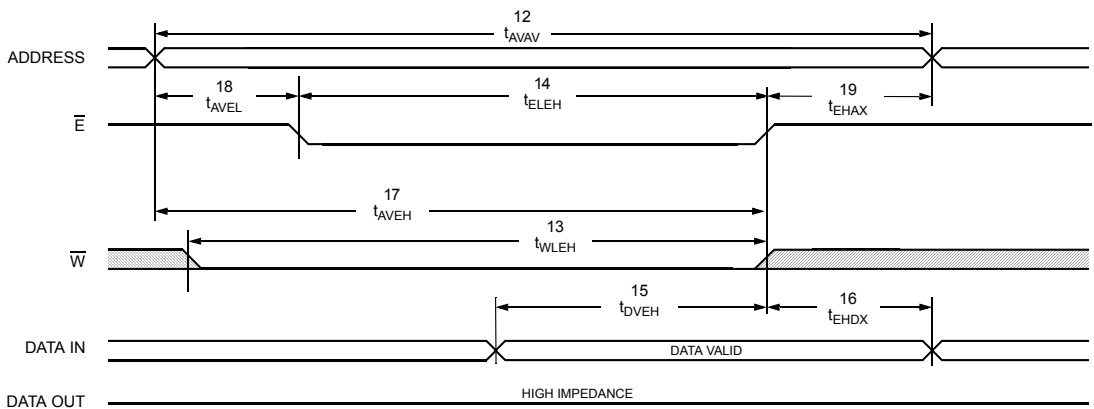 12
tAVAV
ADDRESS
18
tAVEL
14
tELEH
19
tEHAX
E
17
tAVEH
13
tWLEH
W
15
tDVEH
16
tEHDX
DATA IN
DATA VALID
DATA OUT
HIGH IMPEDANCE